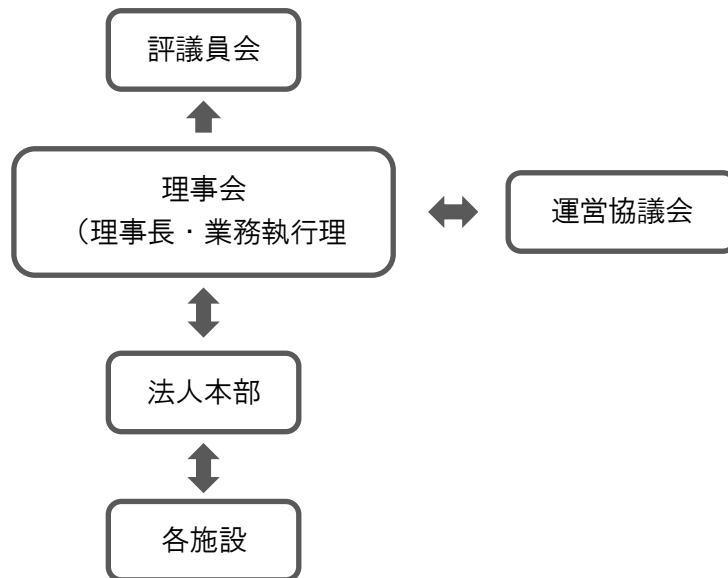 評議員会
理事会
（理事長・業務執行理
運営協議会
法人本部
各施設